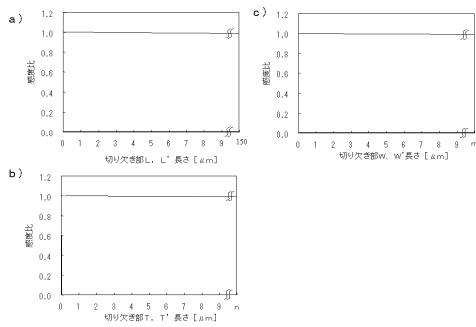 a)
1.2
1.0
0.8
0.6
0.4
0.2
0.0
感度比
0 1 2 3 4 5 6 7 8 9 150
切り欠き部L，L'長さ[μm]
c)
1.2
1.0
0.8
0.6
0.4
0.2
0.0
感度比
0 1 2 3 4 5 6 7 8 9 m
切り欠き部W、W'長さ[μm]
b)
1.2
1.0
0.8
0.6
0.4
0.2
0.0
感度比
0 1 2 3 4 5 6 7 8 9 n
切り欠き部T，T'長さ[μm]